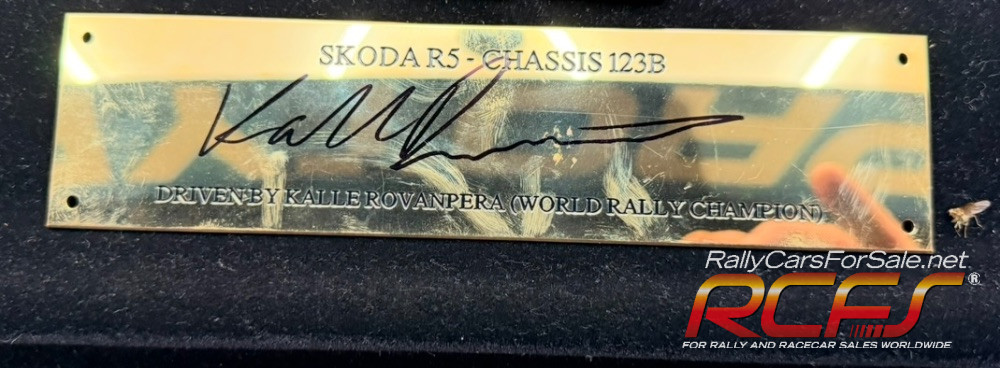 SKODA R5 - CHASSIS 123B
DRIVEN BY KALLE ROVANPERA (WORLD RALLY CHAMPION)
RallyCarsForSale.net
RCFS®
FOR RALLY AND RACECAR SALES WORLDWIDE